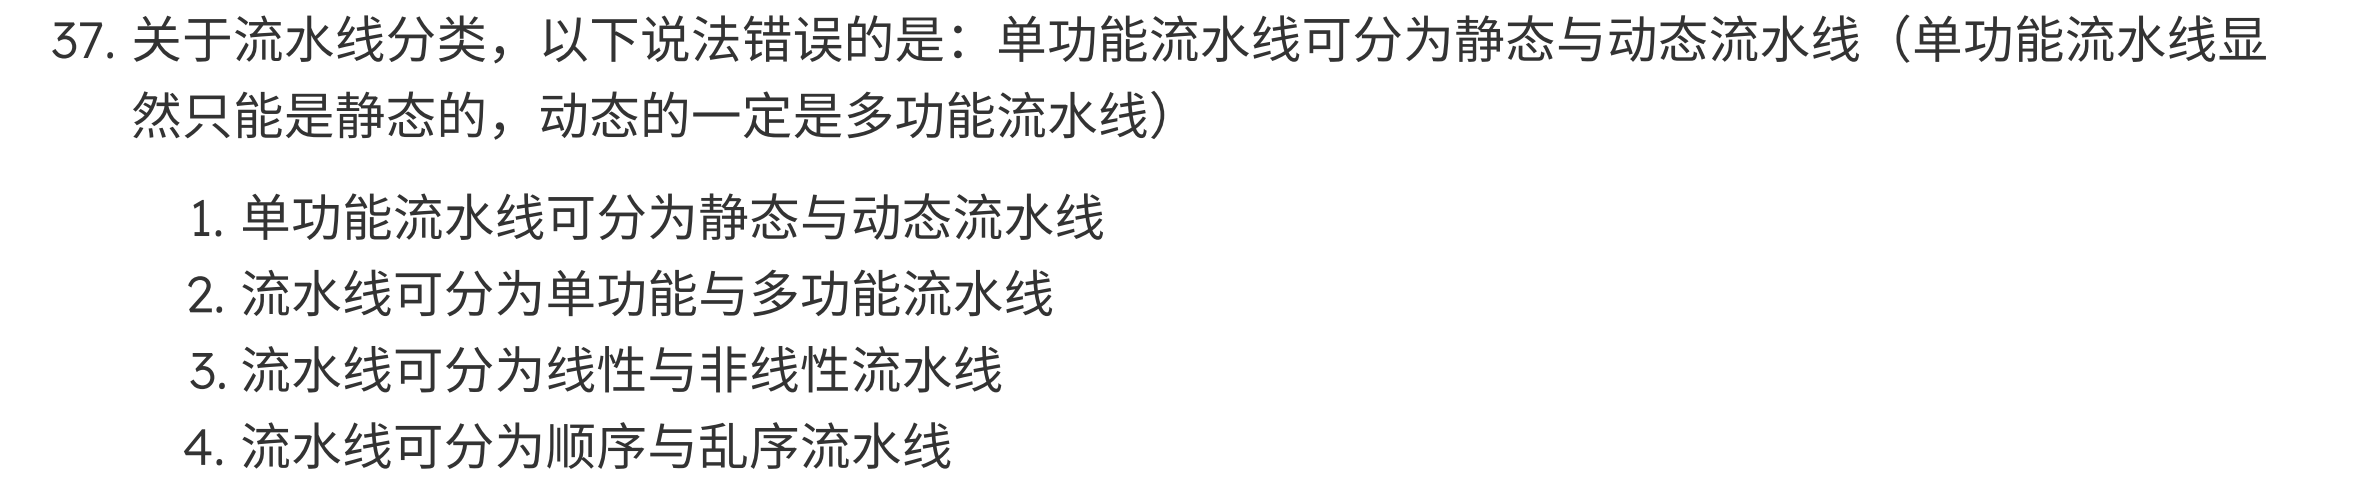 37. 关于流水线分类，以下说法错误的是：单功能流水线可分为静态与动态流水线（单功能流水线显
然只能是静态的，动态的一定是多功能流水线）
1. 单功能流水线可分为静态与动态流水线
2. 流水线可分为单功能与多功能流水线
3. 流水线可分为线性与非线性流水线
4. 流水线可分为顺序与乱序流水线